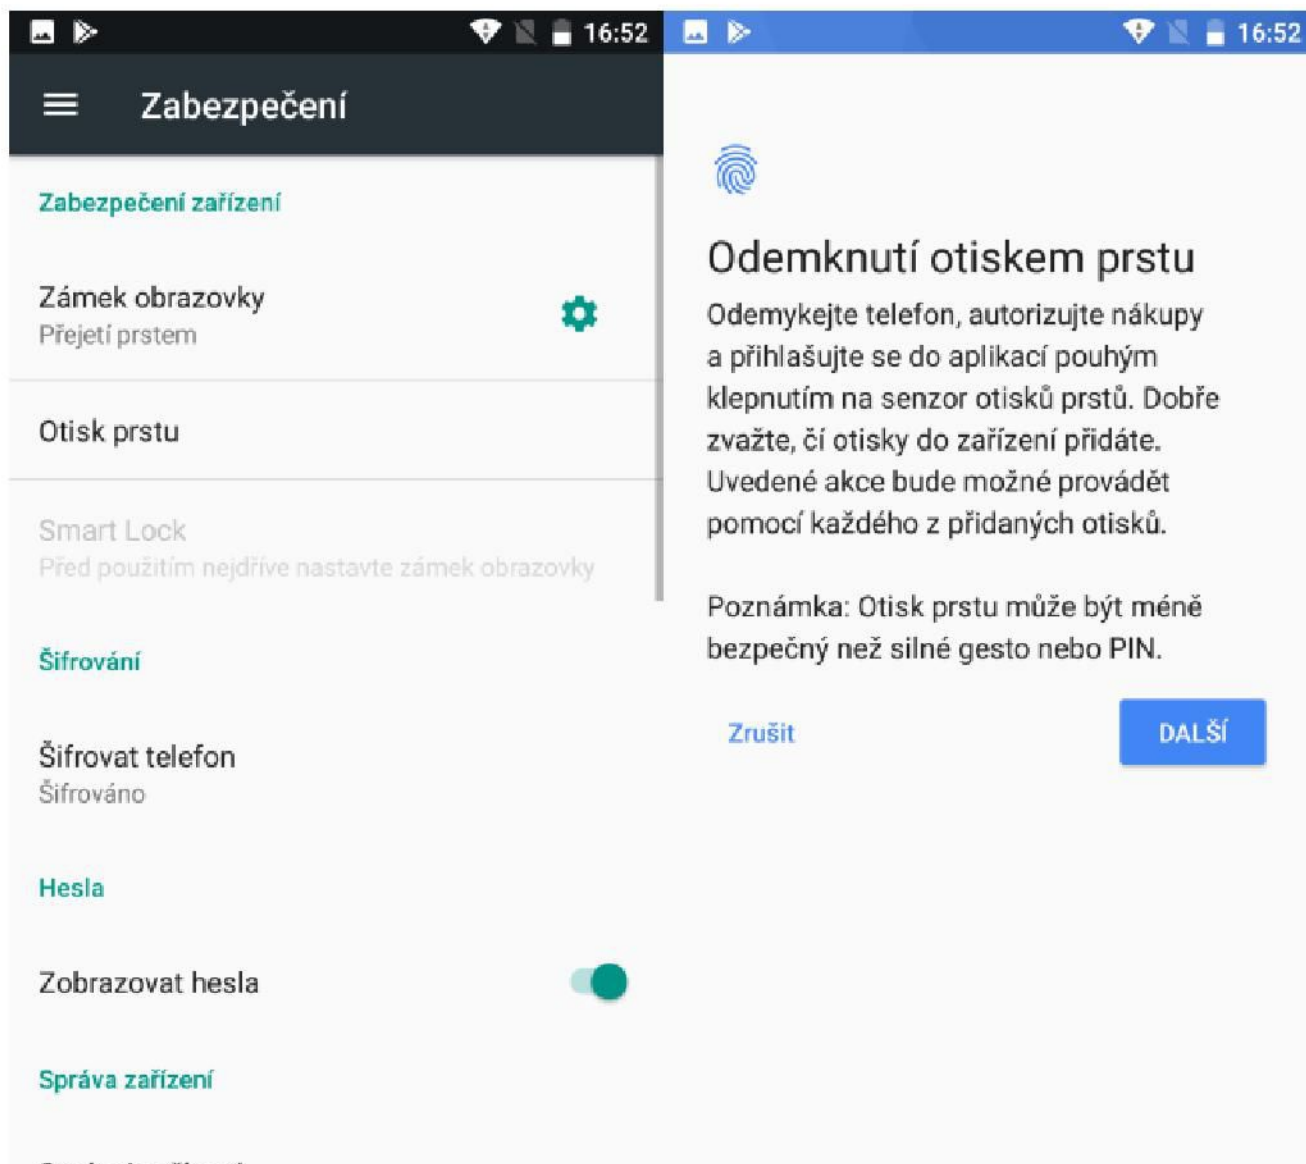 16:52
Zabezpečení
Zabezpečení zařízení
Zámek obrazovky
Přejetí prstem
Otisk prstu
Smart Lock
Před použitím nejdříve nastavte zámek obrazovky
Šifrování
Šifrovat telefon
Šifrováno
Hesla
Zobrazovat hesla
Správa zařízení
16:52
Odemknutí otiskem prstu
Odemykejte telefon, autorizujte nákupy
a přihlašujte se do aplikací pouhým
klepnutím na senzor otisků prstů. Dobře
zvažte, čí otisky do zařízení přidáte.
Uvedené akce bude možné provádět
pomocí každého z přidaných otisků.
Poznámka: Otisk prstu může být méně
bezpečný než silné gesto nebo PIN.
Zrušit
DALŠÍ